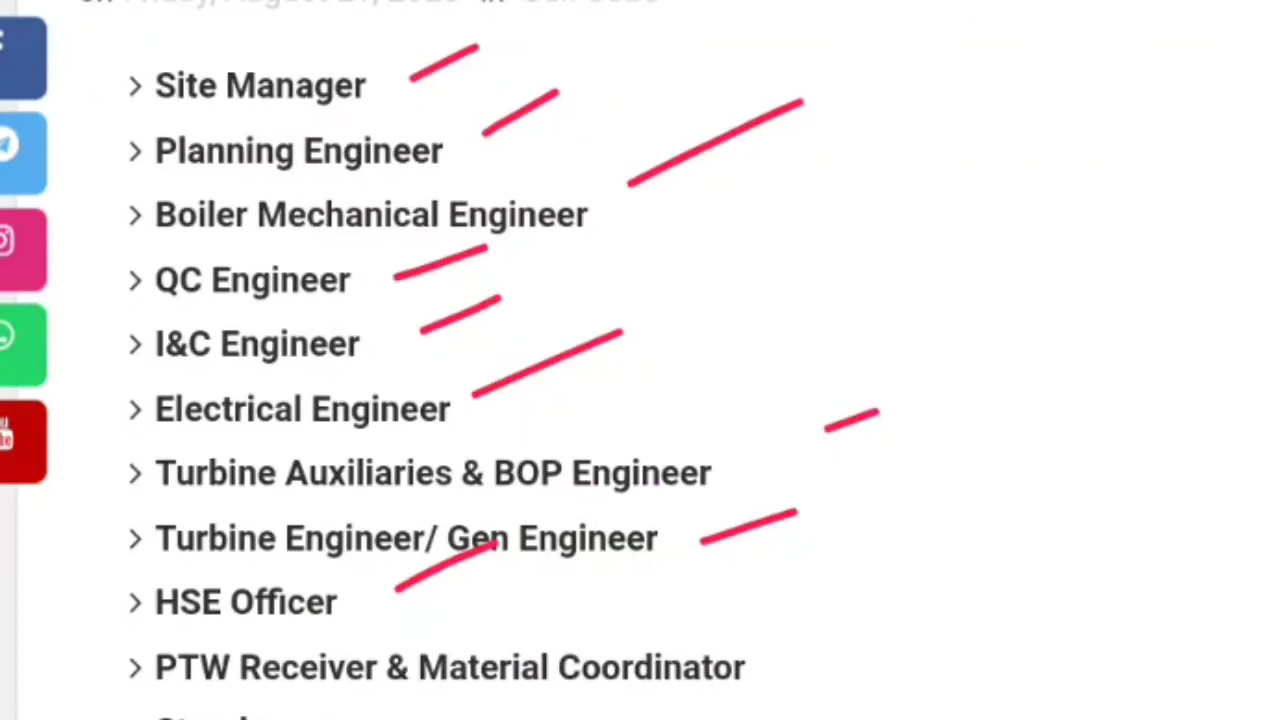 Site Manager
Planning Engineer
Boiler Mechanical Engineer
QC Engineer
I&C Engineer
Electrical Engineer
Turbine Auxiliaries & BOP Engineer
Turbine Engineer/ Gen Engineer
HSE Officer
PTW Receiver & Material Coordinator